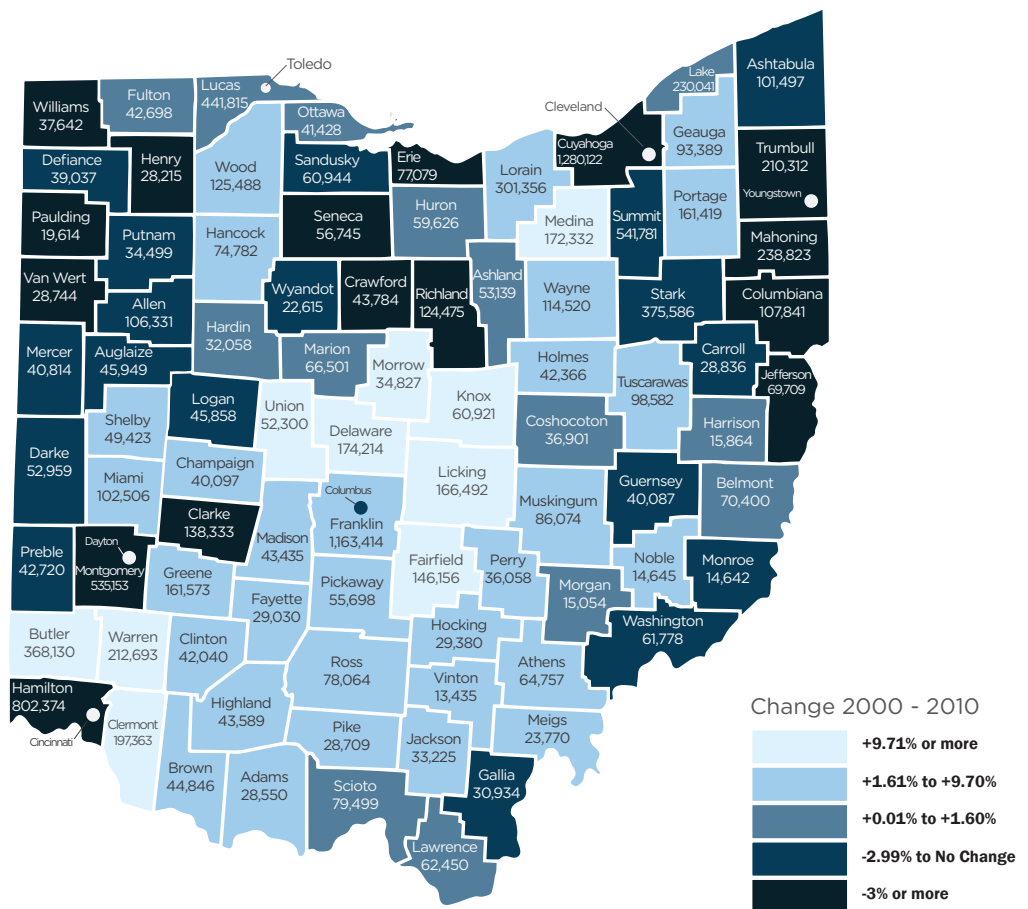 Toledo
Lucas
441,815
Williams
37,642
Fulton
42,698
Ottawa
41,428
Lake
230,041
Ashtabula
101,497
Cleveland
Geauga
93,389
Cuyahoga
1,280,122
Trumbull
210,312
Youngstown
Defiance
39,037
Henry
28,215
Wood
125,488
Sandusky
60,944
Erie
77,079
Lorain
301,356
Portage
161,419
Paulding
19,614
Putnam
34,499
Hancock
74,782
Seneca
56,745
Huron
59,626
Medina
172,332
Summit
541,781
Mahoning
238,823
Van Wert
28,744
Allen
106,331
Wyandot
22,615
Crawford
43,784
Richland
124,475
Ashland
53,139
Wayne
114,520
Stark
375,586
Columbiana
107,841
Hardin
32,058
Marion
66,501
Morrow
34,827
Mercer
40,814
Auglaize
45,949
Holmes
42,366
Tuscarawas
98,582
Carroll
28,836
Jefferson
69,709
Logan
45,858
Union
52,300
Knox
60,921
Shelby
49,423
Delaware
174,214
Coshocoton
36,901
Harrison
15,864
Darke
52,959
Champaign
40,097
Licking
166,492
Miami
102,506
Guernsey
40,087
Belmont
70,400
Columbus
Franklin
1,163,414
Muskingum
86,074
Clarke
138,333
Madison
43,435
Dayton
Montgomery
535,153
Preble
42,720
Greene
161,573
Fairfield
146,156
Perry
36,058
Noble
14,645
Monroe
14,642
Pickaway
55,698
Morgan
15,054
Fayette
29,030
Washington
61,778
Butler
368,130
Warren
212,693
Clinton
42,040
Hocking
29,380
Ross
78,064
Athens
64,757
Vinton
13,435
Hamilton
802,374
Cincinnati
Clermont
197,363
Highland
43,589
Pike
28,709
Jackson
33,225
Meigs
23,770
Brown
44,846
Adams
28,550
Scioto
79,499
Gallia
30,934
Lawrence
62,450
Change 2000 - 2010
+9.71% or more
+1.61% to +9.70%
+0.01% to +1.60%
-2.99% to No Change
-3% or more